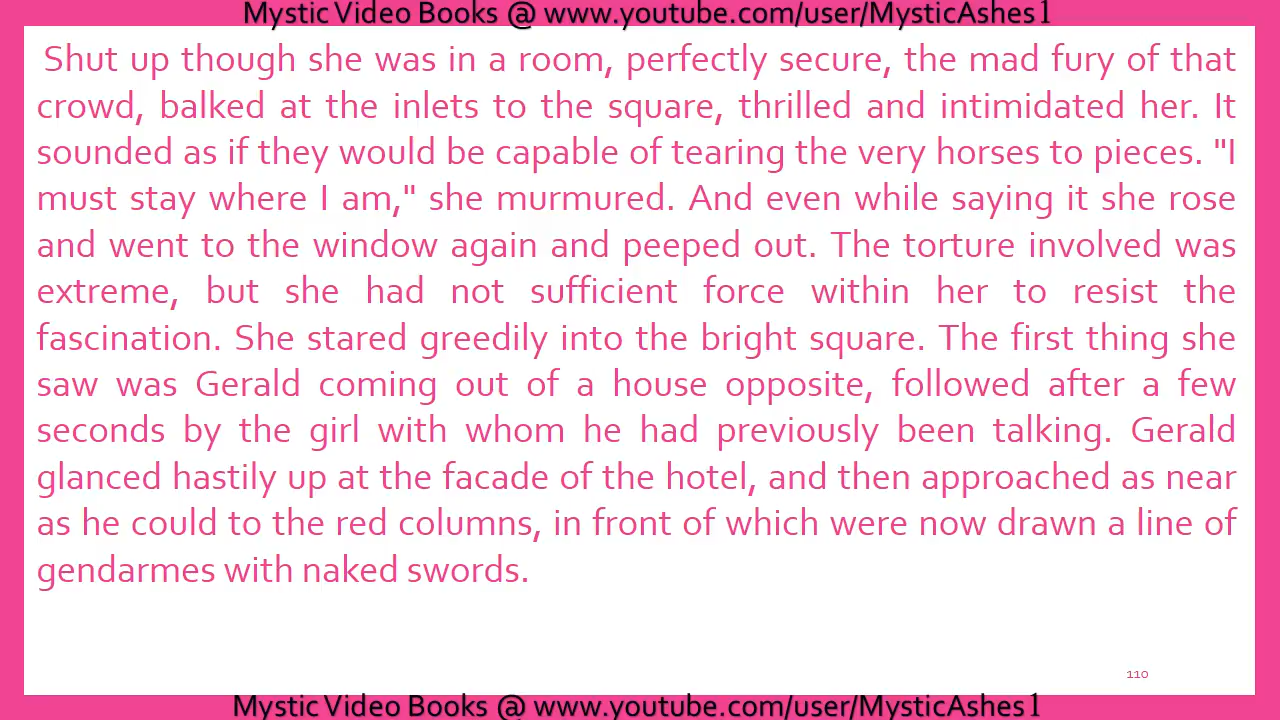 Mystic Video Books @ www.youtube.com/user/MysticAshes1
Shut up though she was in a room, perfectly secure, the mad fury of that
crowd, balked at the inlets to the square, thrilled and intimidated her. It
sounded as if they would be capable of tearing the very horses to pieces. "I
must stay where I am," she murmured. And even while saying it she rose
and went to the window again and peeped out. The torture involved was
extreme, but she had not sufficient force within her to resist the
fascination. She stared greedily into the bright square. The first thing she
saw was Gerald coming out of a house opposite, followed after a few
seconds by the girl with whom he had previously been talking. Gerald
glanced hastily up at the facade of the hotel, and then approached as near
as he could to the red columns, in front of which were now drawn a line of
gendarmes with naked swords.
110
Mystic Video Books @ www.youtube.com/user/MysticAshes1